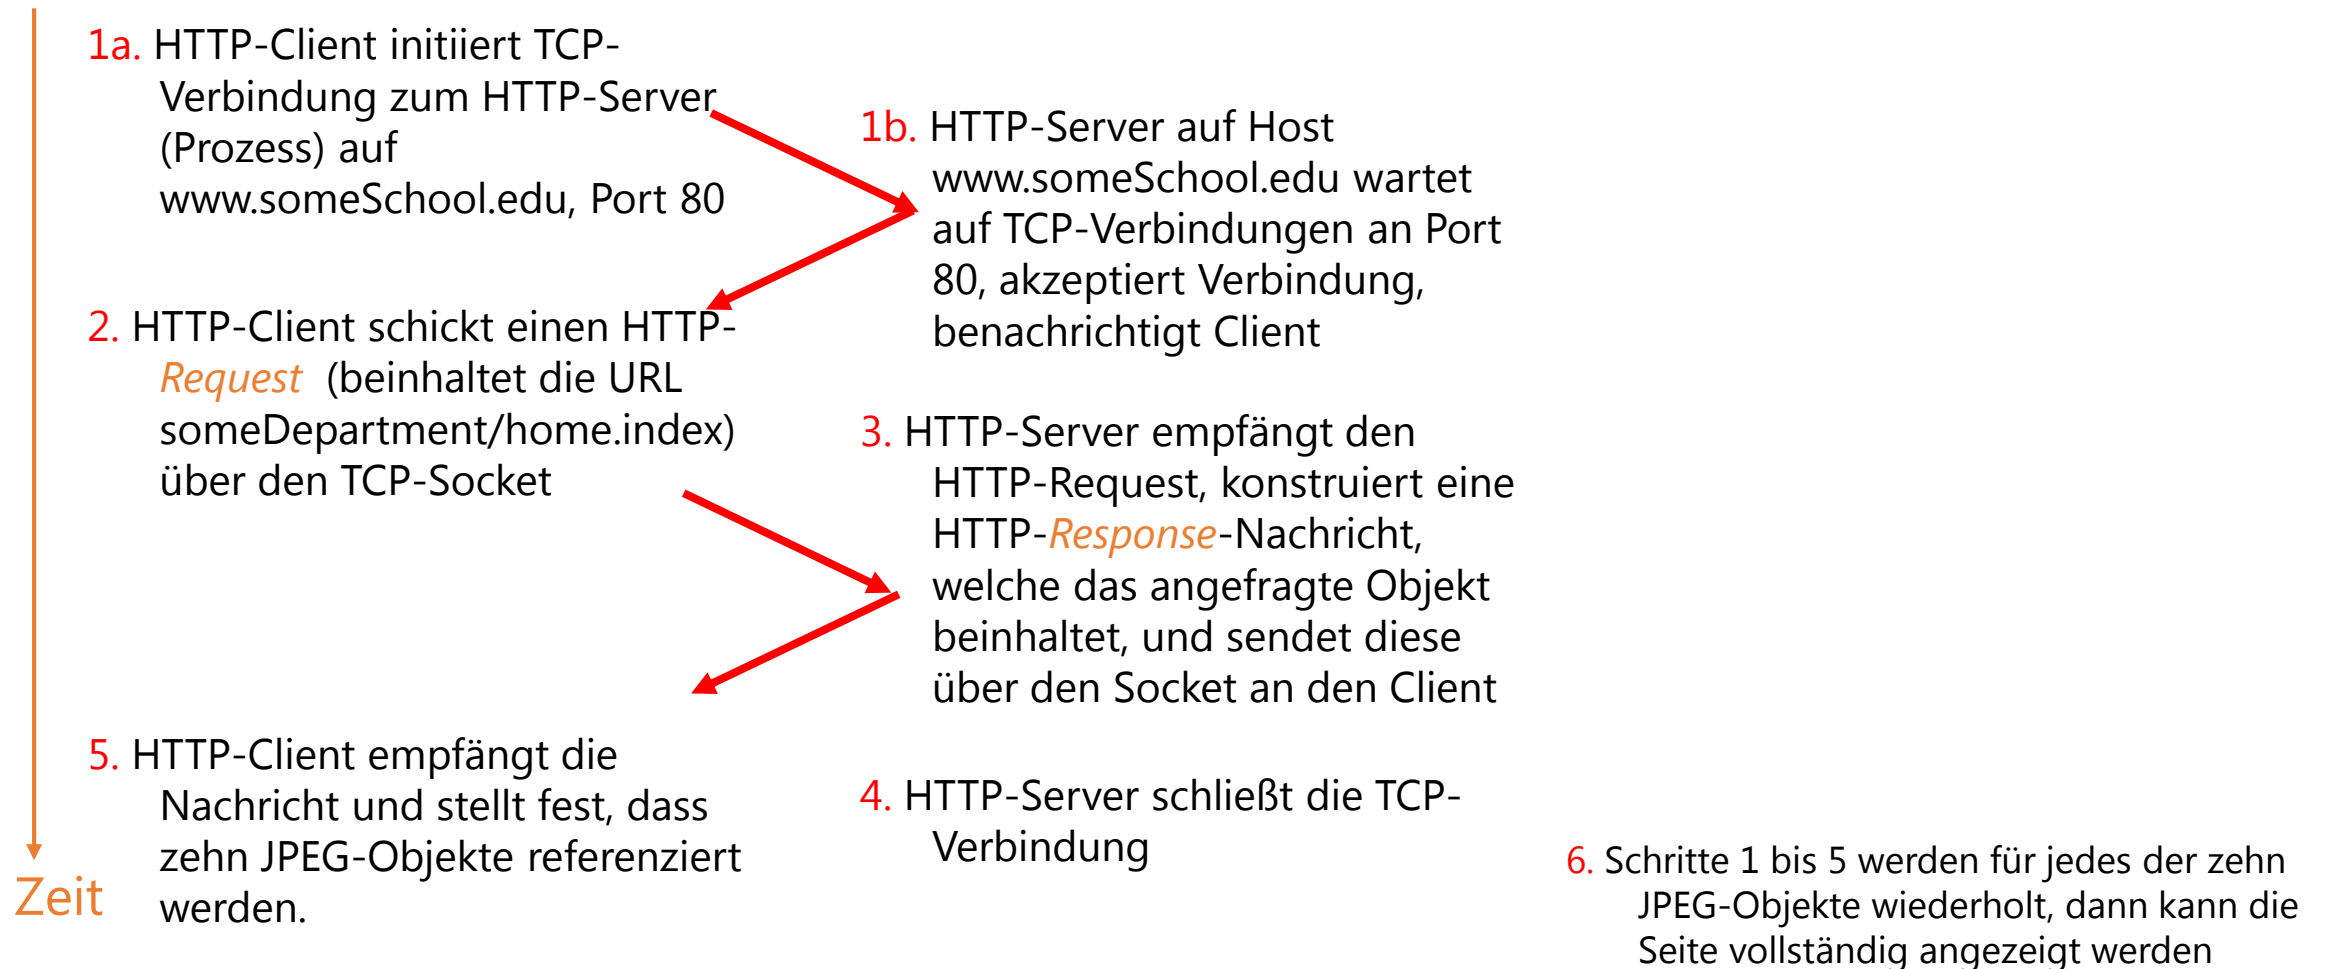 1a. HTTP-Client initiiert TCP-
Verbindung zum HTTP-Server
(Prozess) auf
www.someSchool.edu, Port 80
1b. HTTP-Server auf Host
www.someSchool.edu wartet
auf TCP-Verbindungen an Port
80, akzeptiert Verbindung,
benachrichtigt Client
2. HTTP-Client schickt einen HTTP-
Request (beinhaltet die URL
someDepartment/home.index)
über den TCP-Socket
3. HTTP-Server empfängt den
HTTP-Request, konstruiert eine
HTTP-Response-Nachricht,
welche das angefragte Objekt
beinhaltet, und sendet diese
über den Socket an den Client
4. HTTP-Server schließt die TCP-
Verbindung
5. HTTP-Client empfängt die
Nachricht und stellt fest, dass
zehn JPEG-Objekte referenziert
werden.
Zeit
6. Schritte 1 bis 5 werden für jedes der zehn
JPEG-Objekte wiederholt, dann kann die
Seite vollständig angezeigt werden